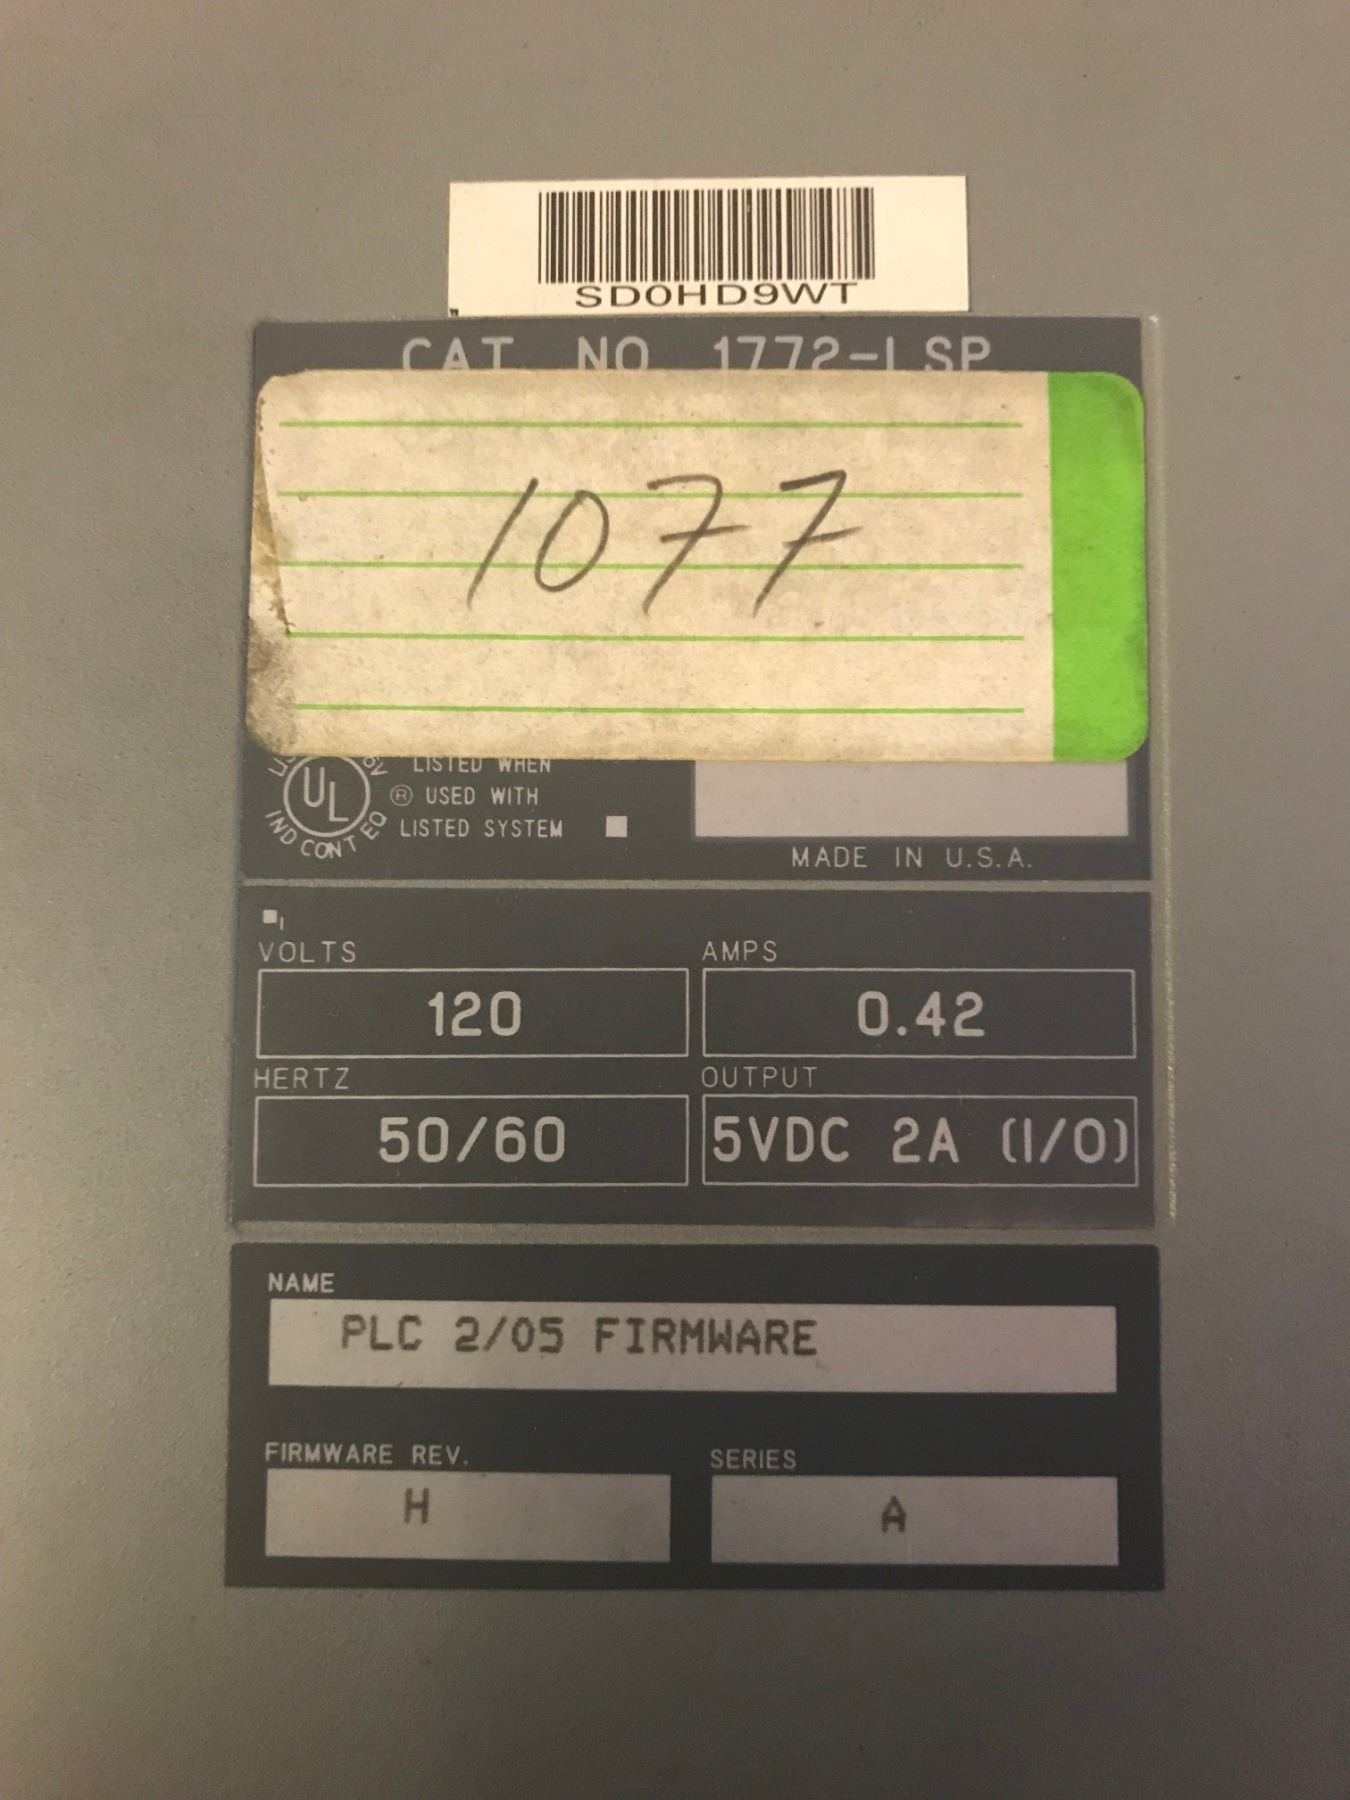 SD0HD9WT
CAT. NO. 1772-LSP
1077
LISTED WHEN
® USED WITH
LISTED SYSTEM
UL
IND CONT EQ
MADE IN U.S.A.
VOLTS
AMPS
120
0.42
HERTZ
OUTPUT
50/60
5VDC 2A (I/O)
NAME
PLC 2/05 FIRMWARE
FIRMWARE REV.
SERIES
H
A